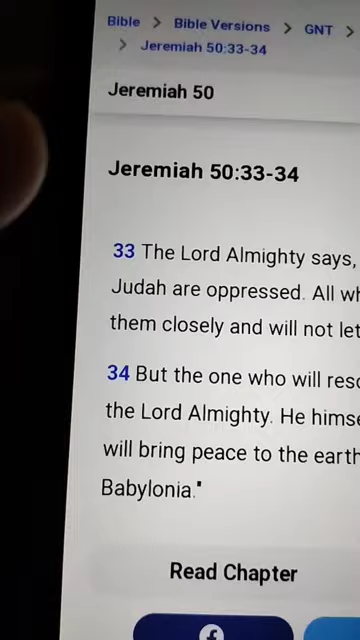 Bible > Bible Versions > GNT >
> Jeremiah 50:33-34
Jeremiah 50
Jeremiah 50:33-34
33 The Lord Almighty says,
Judah are oppressed. All
them closely and will not let
34 But the one who will
the Lord Almighty. He
will bring peace to the earth
Babylonia."
Read Chapter